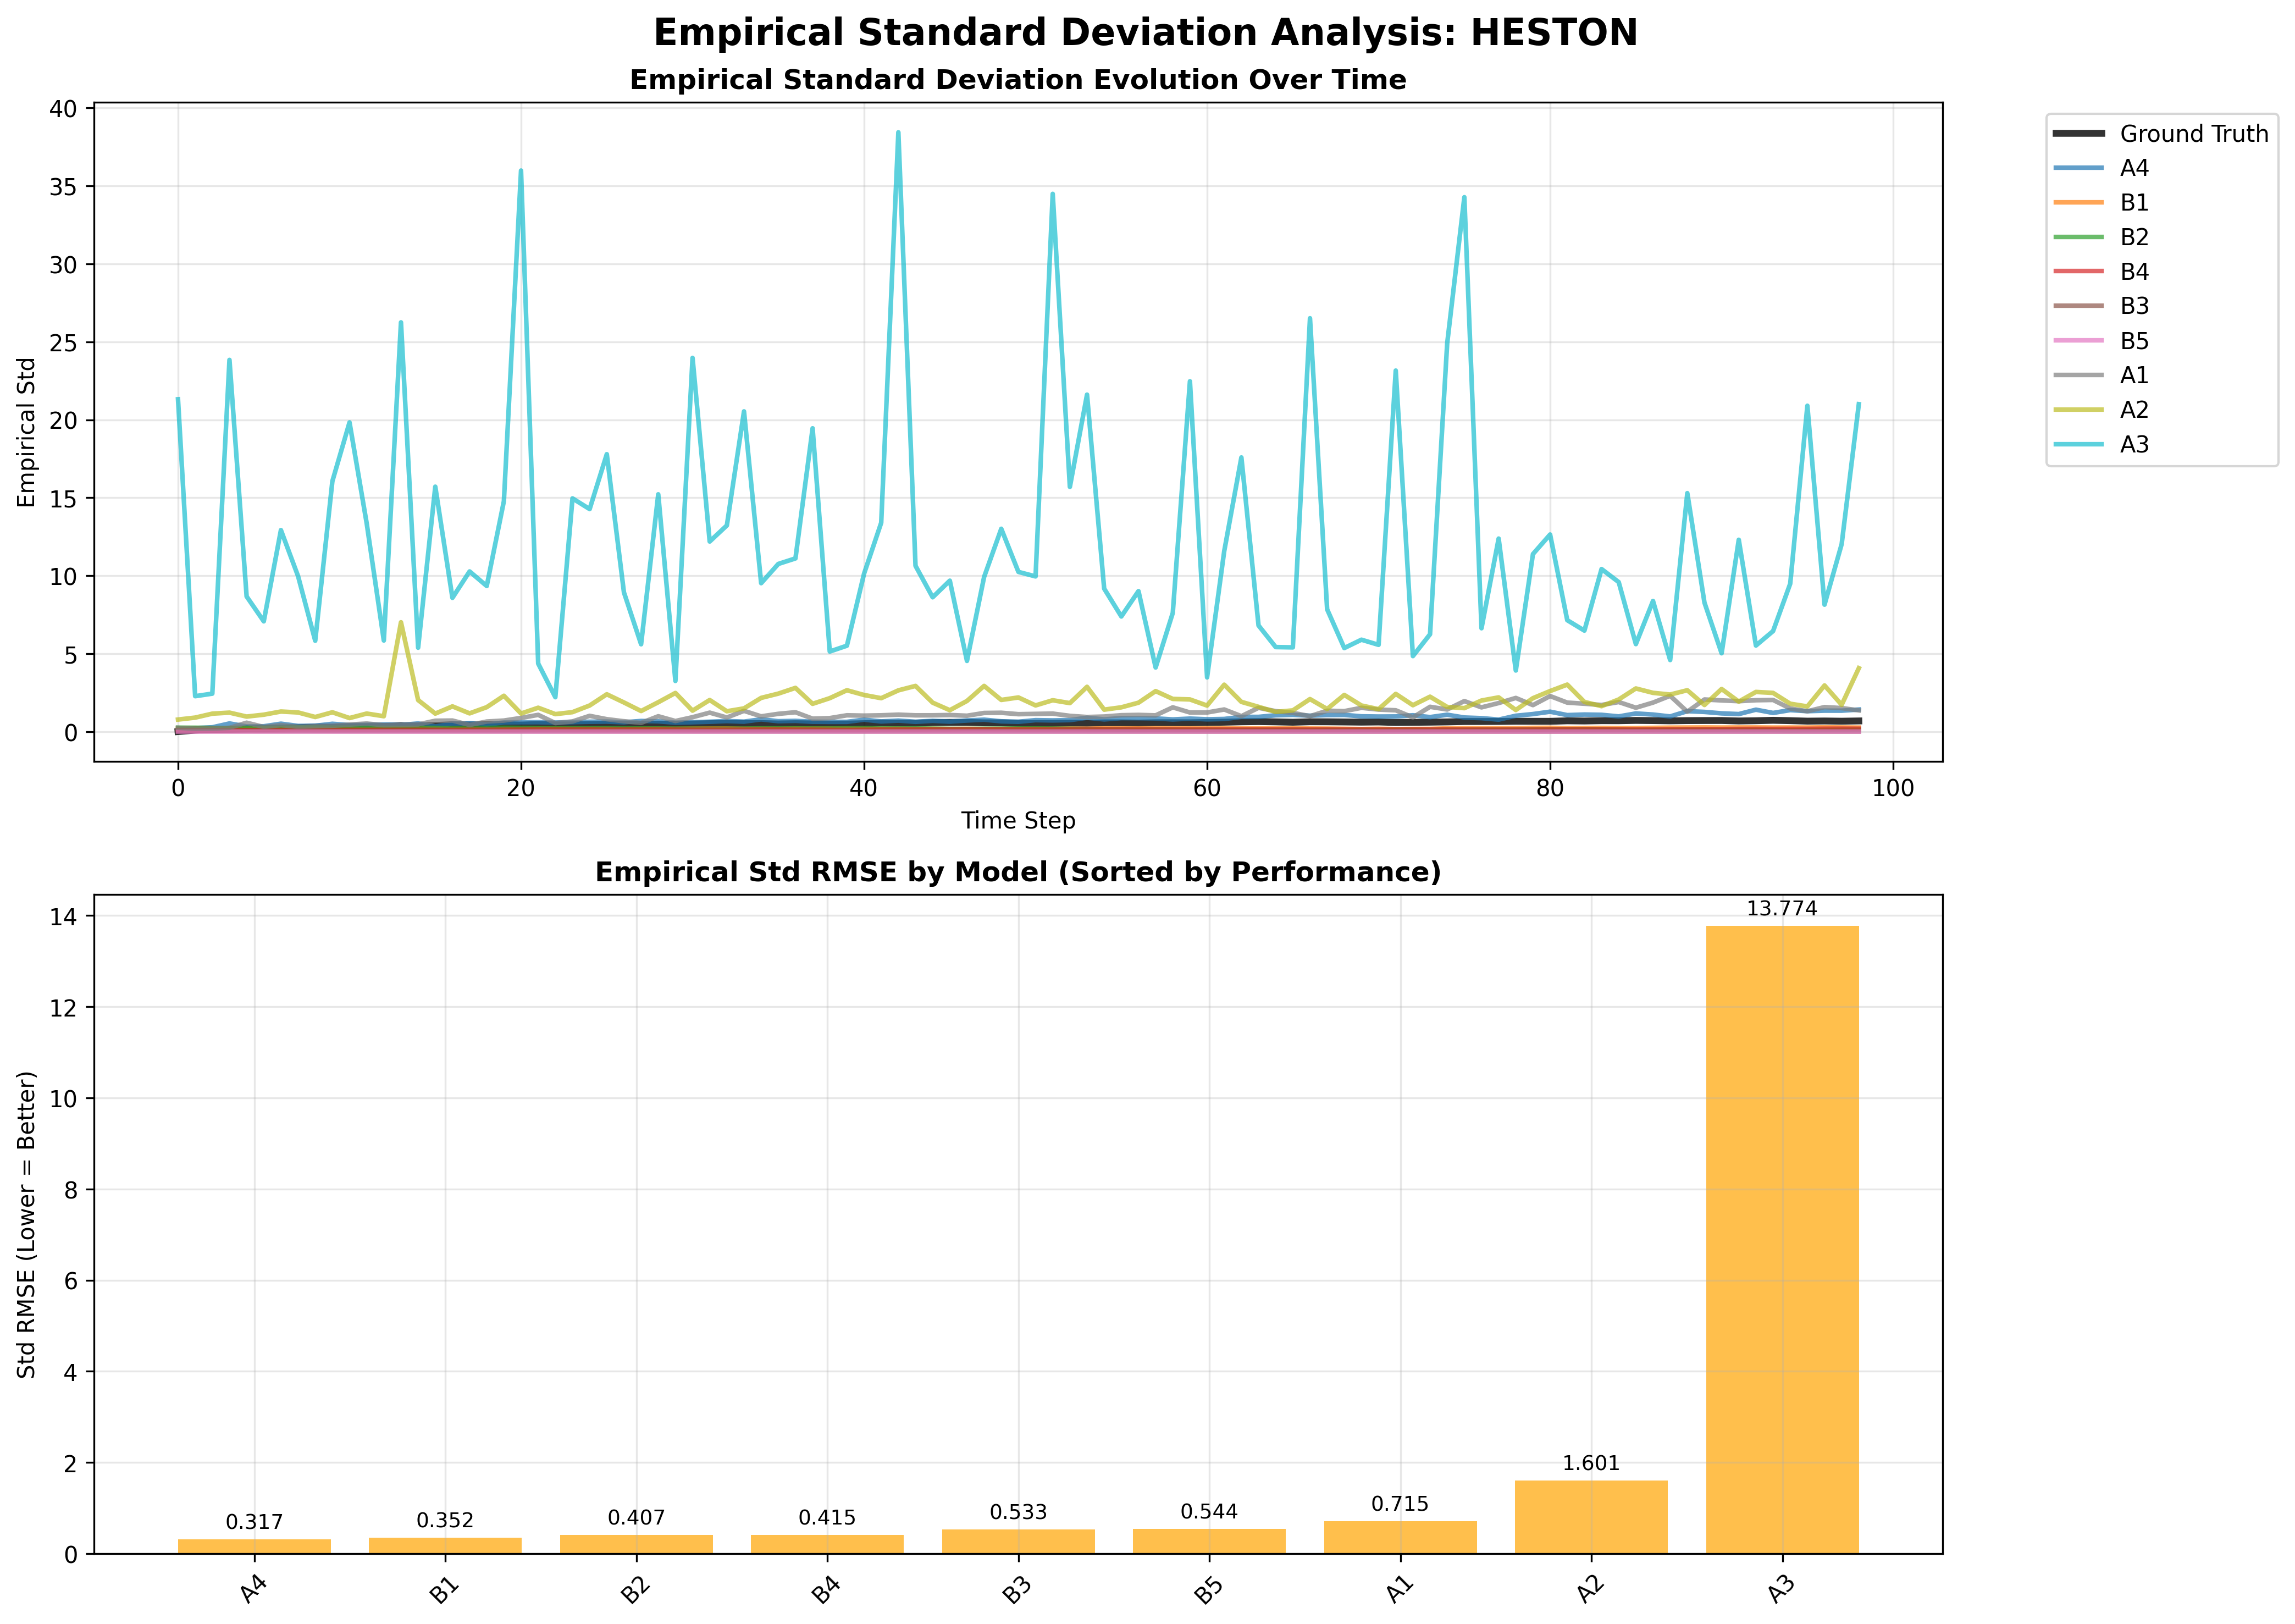 Empirical Standard Deviation Analysis: HESTON
Empirical Standard Deviation Evolution Over Time
Empirical Std
40
35
30
25
20
15
10
5
0
0 20 40 60 80 100
Time Step
Ground Truth
A4
B1
B2
B4
B3
B5
A1
A2
A3
Empirical Std RMSE by Model (Sorted by Performance)
Std RMSE (Lower = Better)
14
12
10
8
6
4
2
0
0.317 0.352 0.407 0.415 0.533 0.544 0.715 1.601 13.774
A4 B1 B2 B4 B3 B5 A1 A2 A3